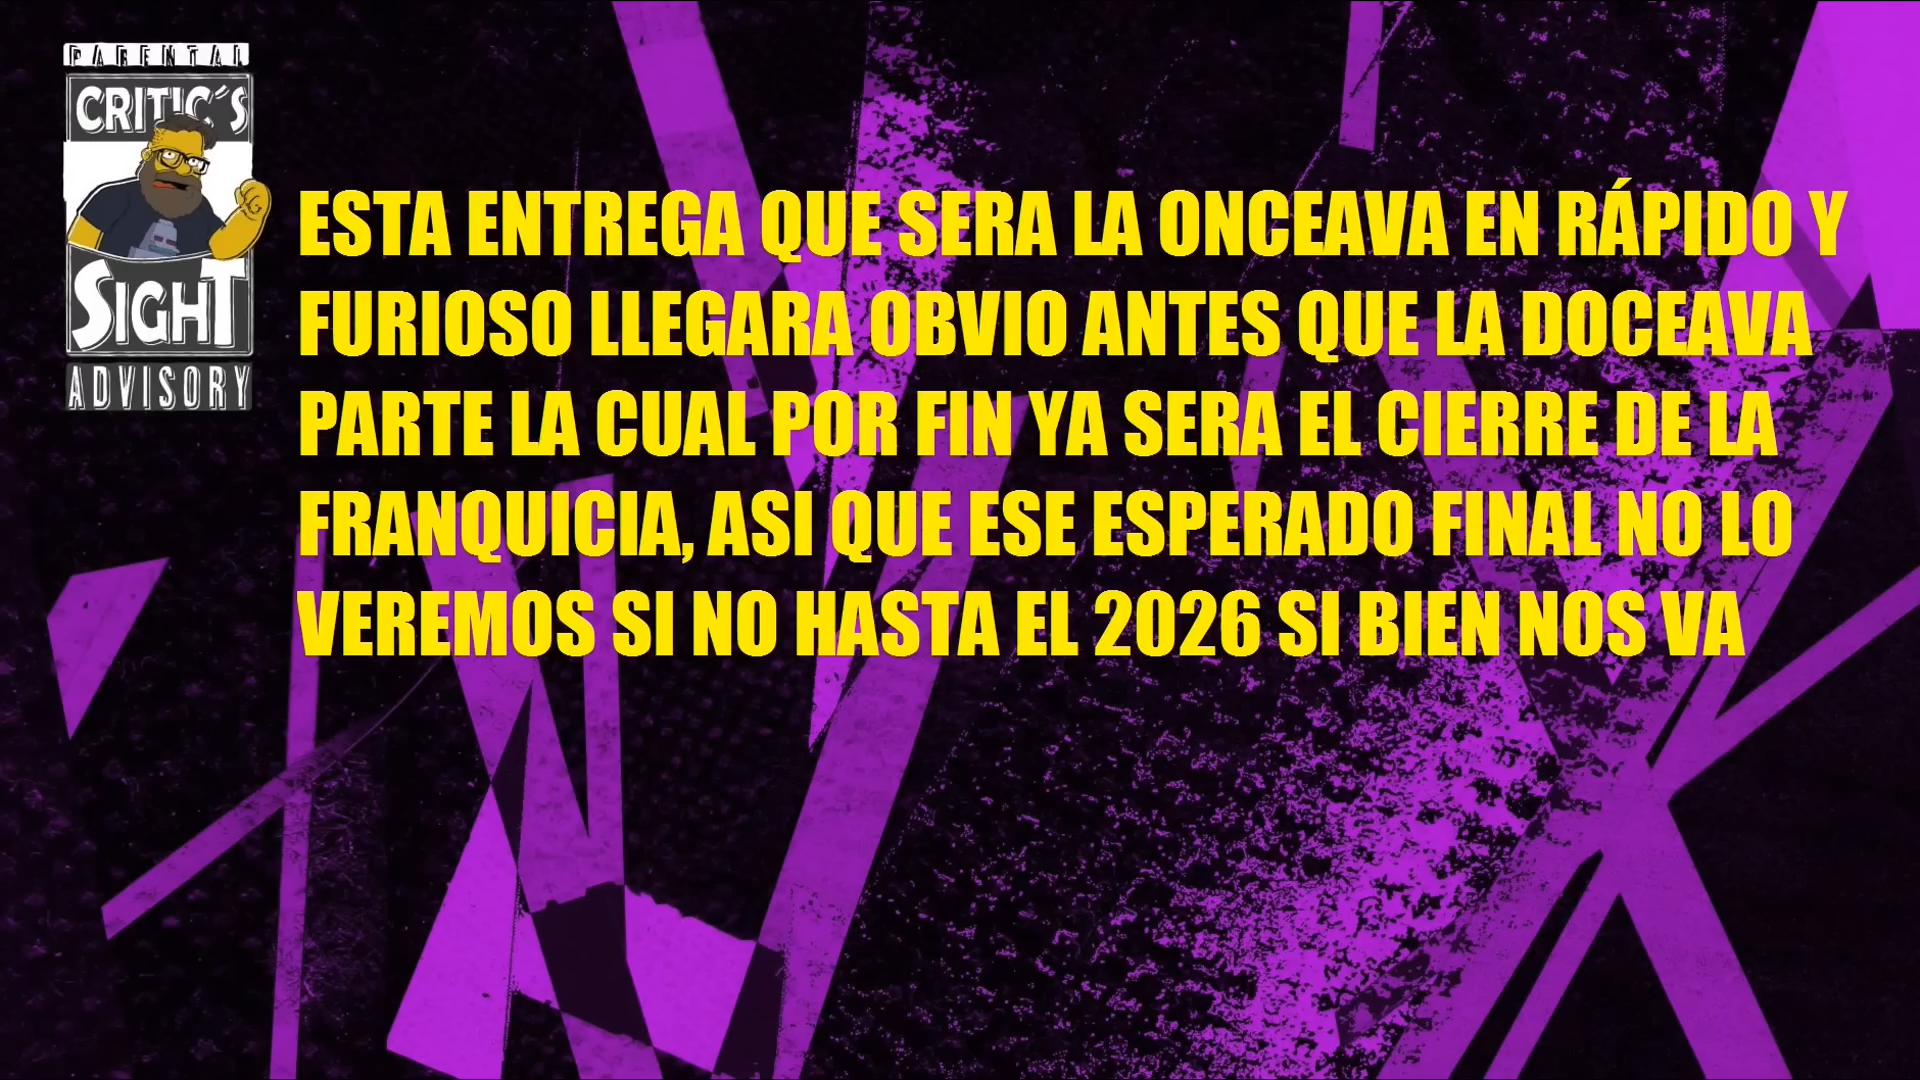 PARENTAL
CRITIC´S
SIGHT
ADVISORY
ESTA ENTREGA QUE SERA LA ONCEAVA EN RÁPIDO Y
FURIOSO LLEGARA OBVIO ANTES QUE LA DOCEAVA
PARTE LA CUAL POR FIN YA SERA EL CIERRE DE LA
FRANQUICIA, ASI QUE ESE ESPERADO FINAL NO LO
VEREMOS SI NO HASTA EL 2026 SI BIEN NOS VA